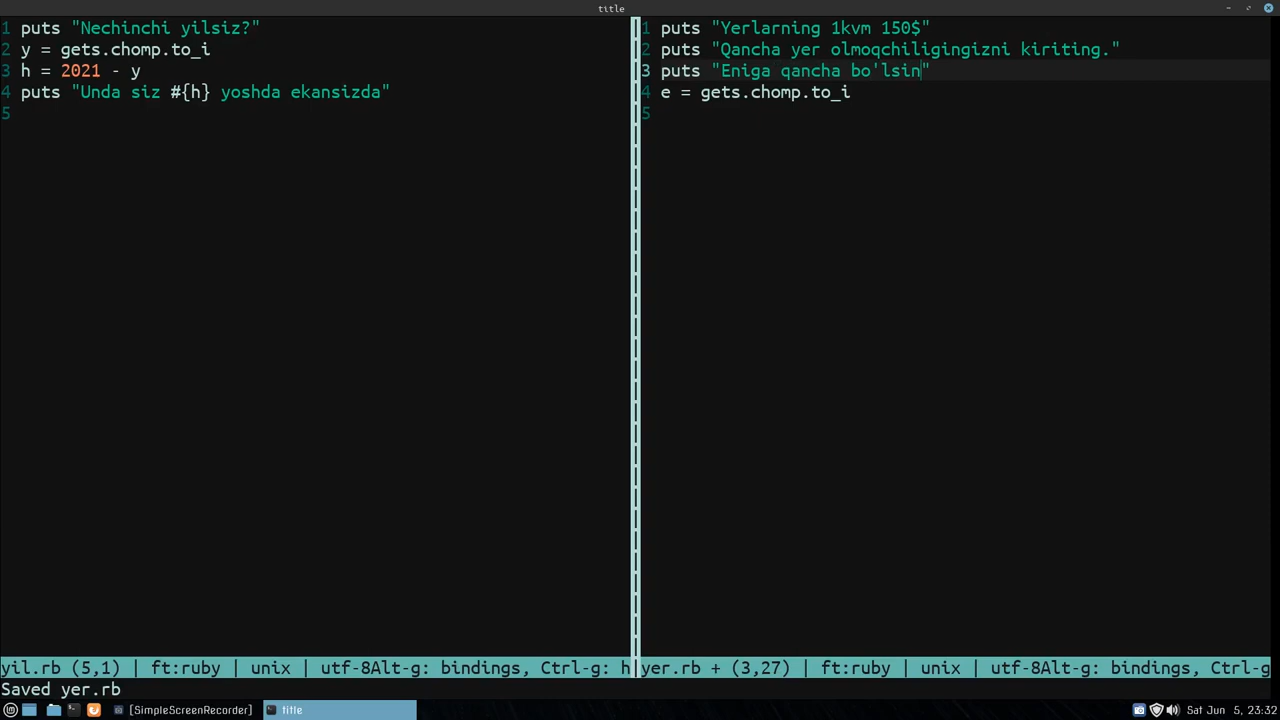 title
1 puts "Nechinchi yilsiz?"
2 y = gets.chomp.to_i
3 h = 2021 - y
4 puts "Unda siz #{h} yoshda ekansizda"
5
1 puts "Yerlarning 1kvm 150$"
2 puts "Qancha yer olmoqchiligingizni kiriting."
3 puts "Eniga qancha bo'lsin"
4 e = gets.chomp.to_i
5
yil.rb (5,1) | ft:ruby | unix | utf-8Alt-g: bindings, Ctrl-g: h
yer.rb + (3,27) | ft:ruby | unix | utf-8Alt-g: bindings, Ctrl-g
Saved yer.rb
[SimpleScreenRecorder] title Sat Jun 5, 23:32